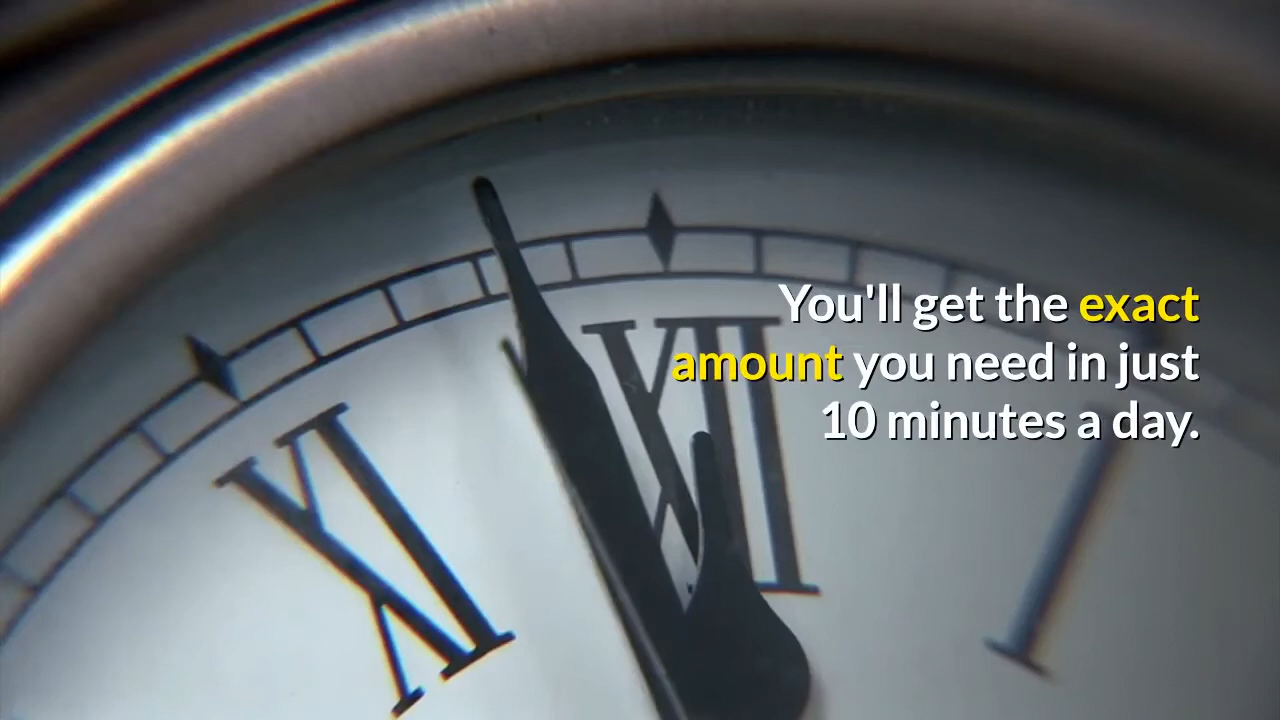 You'll get the exact
amount you need in just
10 minutes a day.
XI
XII
I